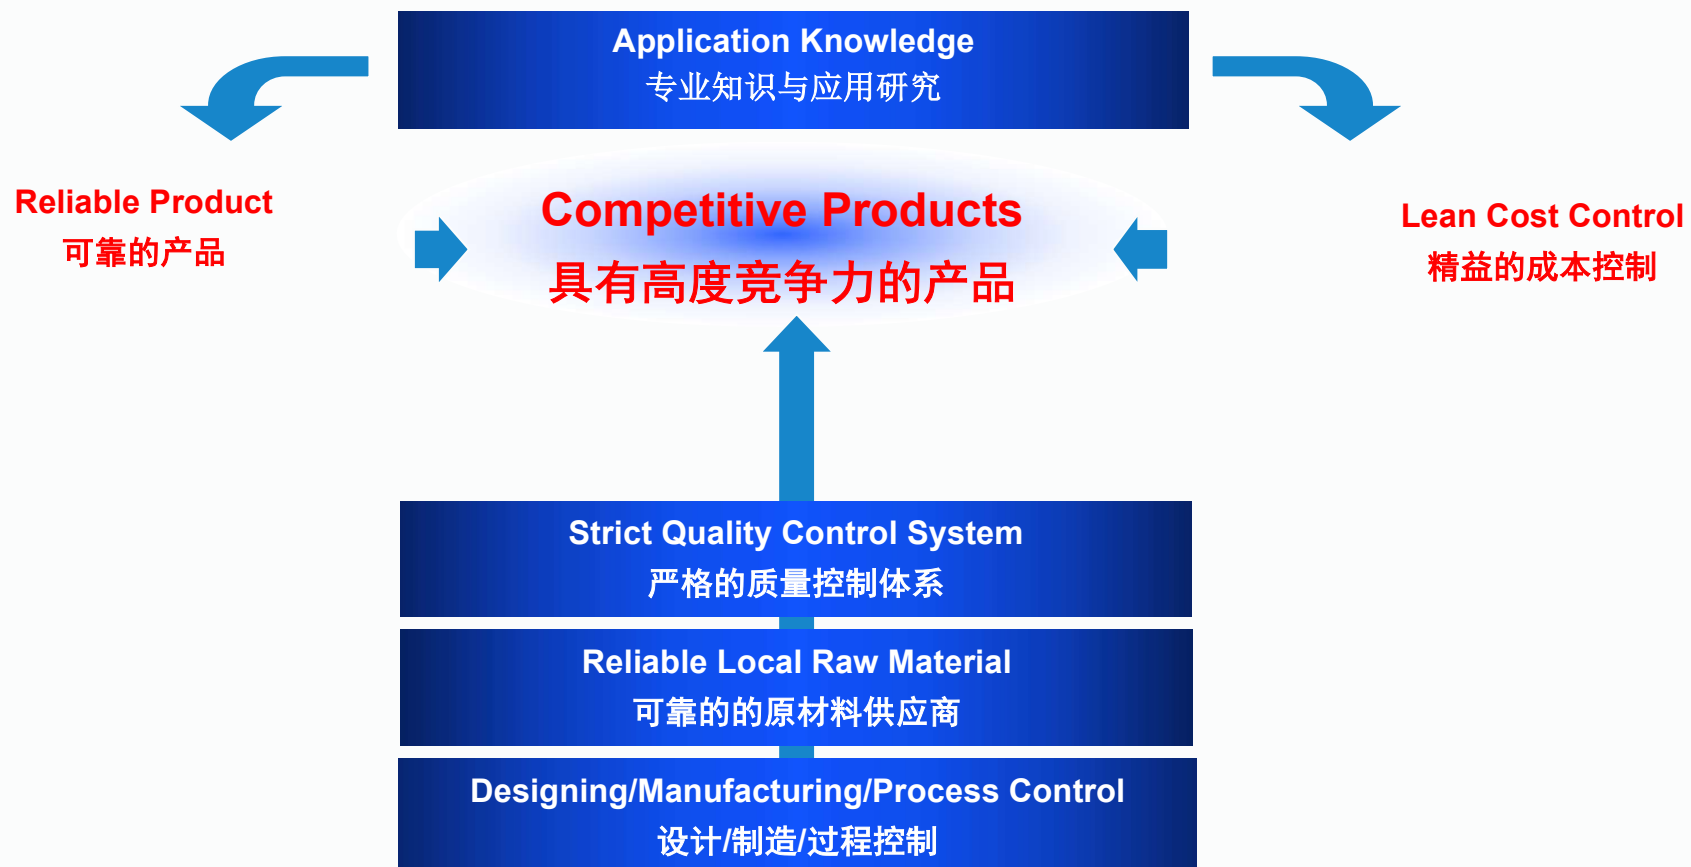 Application Knowledge
专业知识与应用研究
Reliable Product
可靠的产品
Competitive Products
具有高度竞争力的产品
Lean Cost Control
精益的成本控制
Strict Quality Control System
严格的质量控制体系
Reliable Local Raw Material
可靠的的原材料供应商
Designing/Manufacturing/Process Control
设计/制造/过程控制